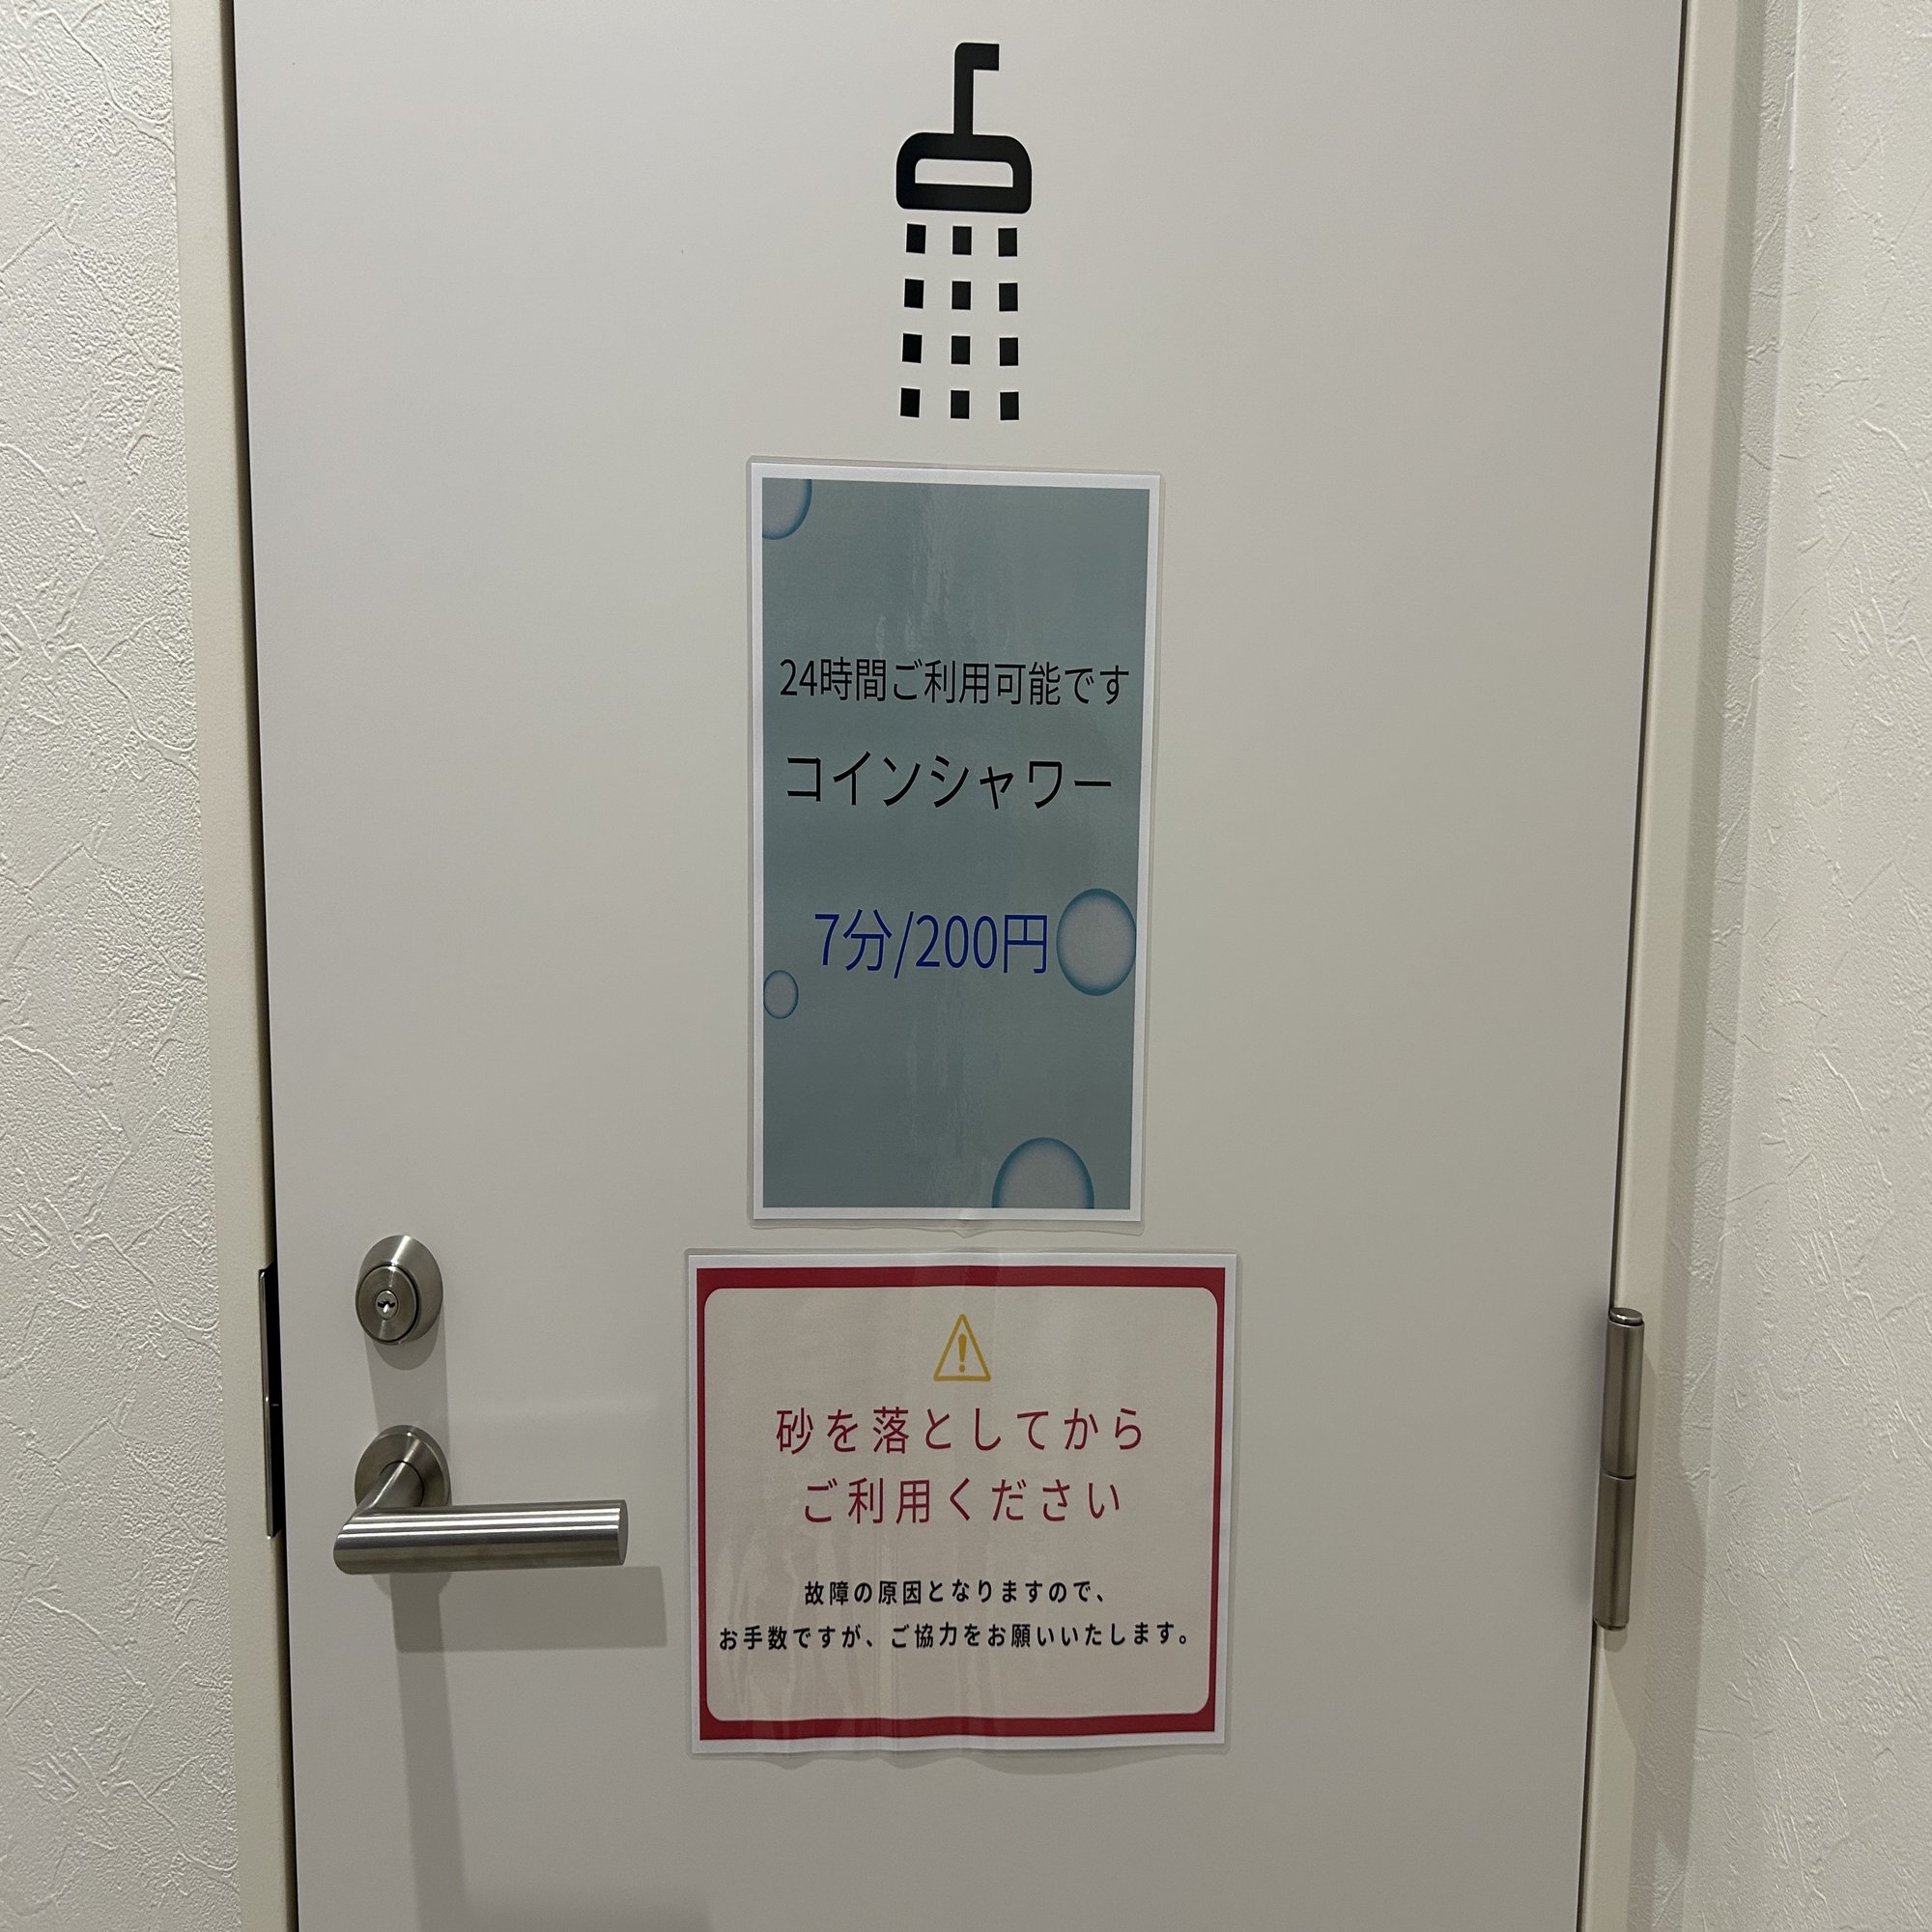 24時間ご利用可能です
コインシャワー
7分/200円
砂を落としてから
ご利用ください
故障の原因となりますので、
お手数ですが、ご協力をお願いいたします。